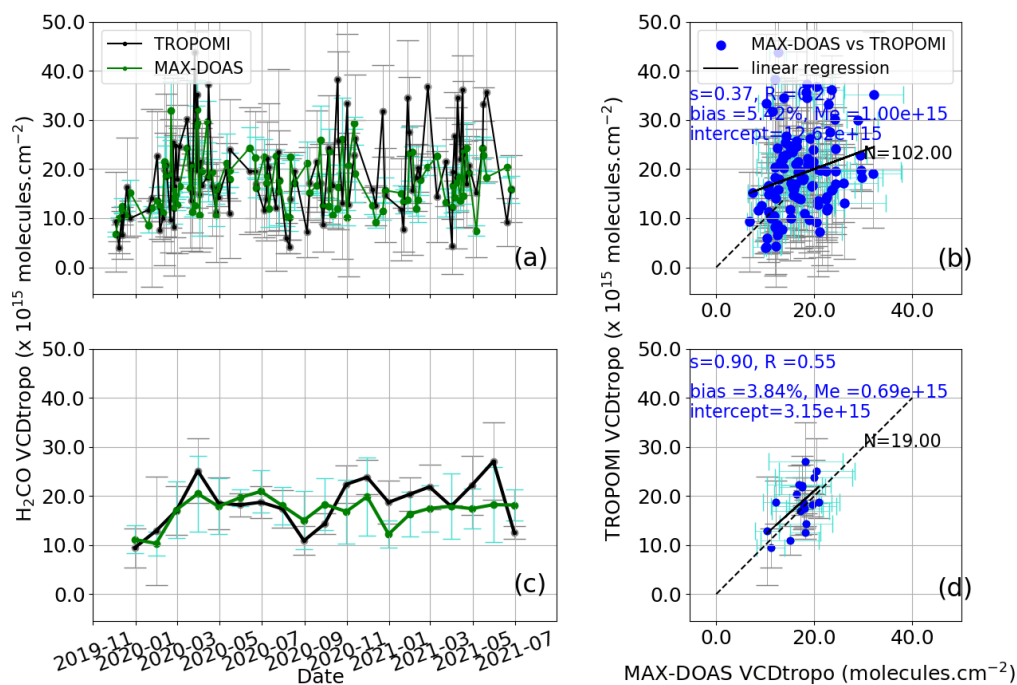 50.0
40.0
30.0
20.0
10.0
0.0
TROPOMI
MAX-DOAS
(a)
50.0
40.0
30.0
20.0
10.0
0.0
MAX-DOAS vs TROPOMI
linear regression
s=0.37, R =0.25
bias =5.42%, Me =1.00e+15
intercept=12.62e+15
N=102.00
(b)
0.0
20.0
40.0
H₂CO VCDtropo (x 10¹⁵ molecules.cm⁻²)
TROPOMI VCDtropo (x 10¹⁵ molecules.cm⁻²)
50.0
40.0
30.0
20.0
10.0
0.0
(c)
2019-11
2020-01
2020-03
2020-05
2020-07
2020-09
2020-11
2021-01
2021-03
2021-05
2021-07
Date
50.0
40.0
30.0
20.0
10.0
0.0
s=0.90, R =0.55
bias =3.84%, Me =0.69e+15
intercept=3.15e+15
N=19.00
(d)
0.0
20.0
40.0
MAX-DOAS VCDtropo (molecules.cm⁻²)